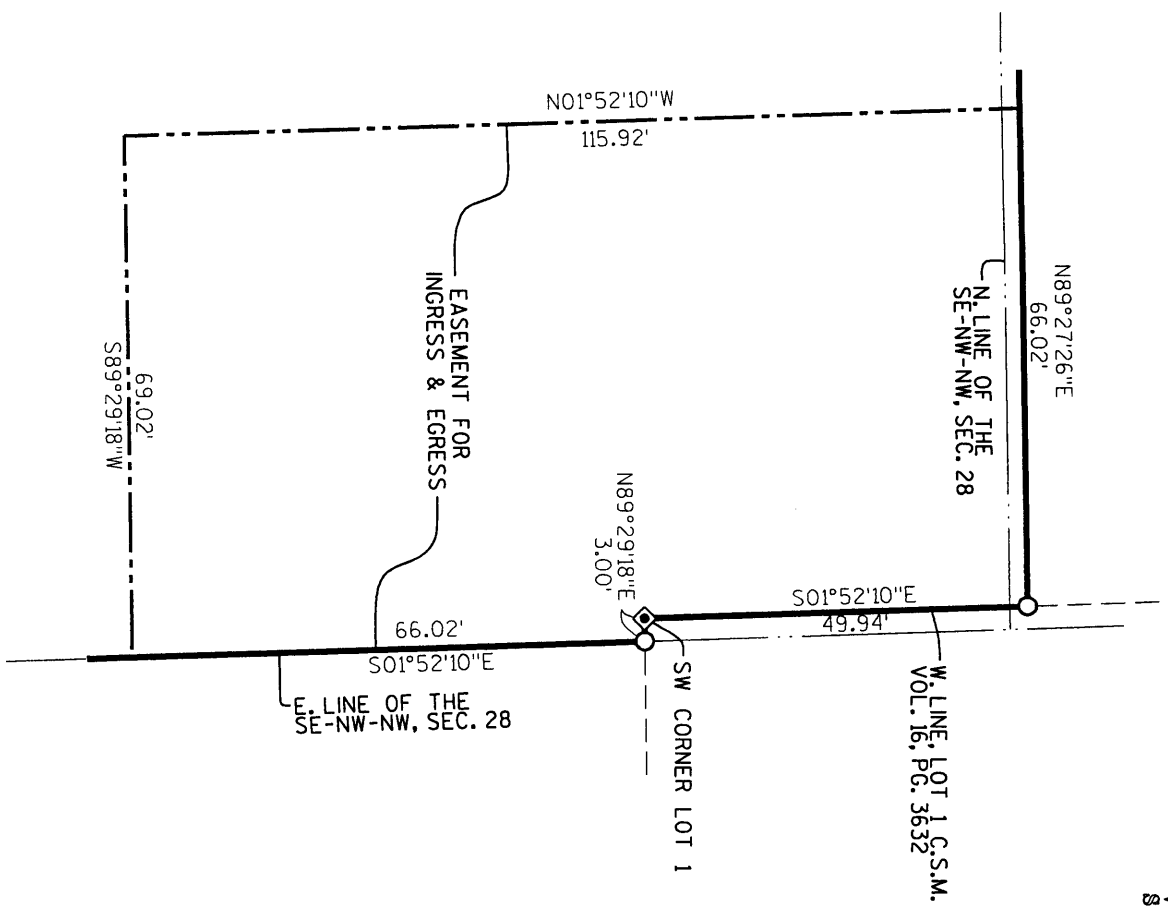 N01°52'10"W
115.92'
N89°27'26"E
66.02'
N. LINE OF THE
SE-NW-NW, SEC. 28
EASEMENT FOR
INGRESS & EGRESS
69.02'
S89°29'18"W
N89°29'18"E
3.00'
S01°52'10"E
49.94'
66.02'
S01°52'10"E
W. LINE, LOT 1 C.S.M.
VOL. 16, PG. 3632
SW CORNER LOT 1
E. LINE OF THE
SE-NW-NW, SEC. 28